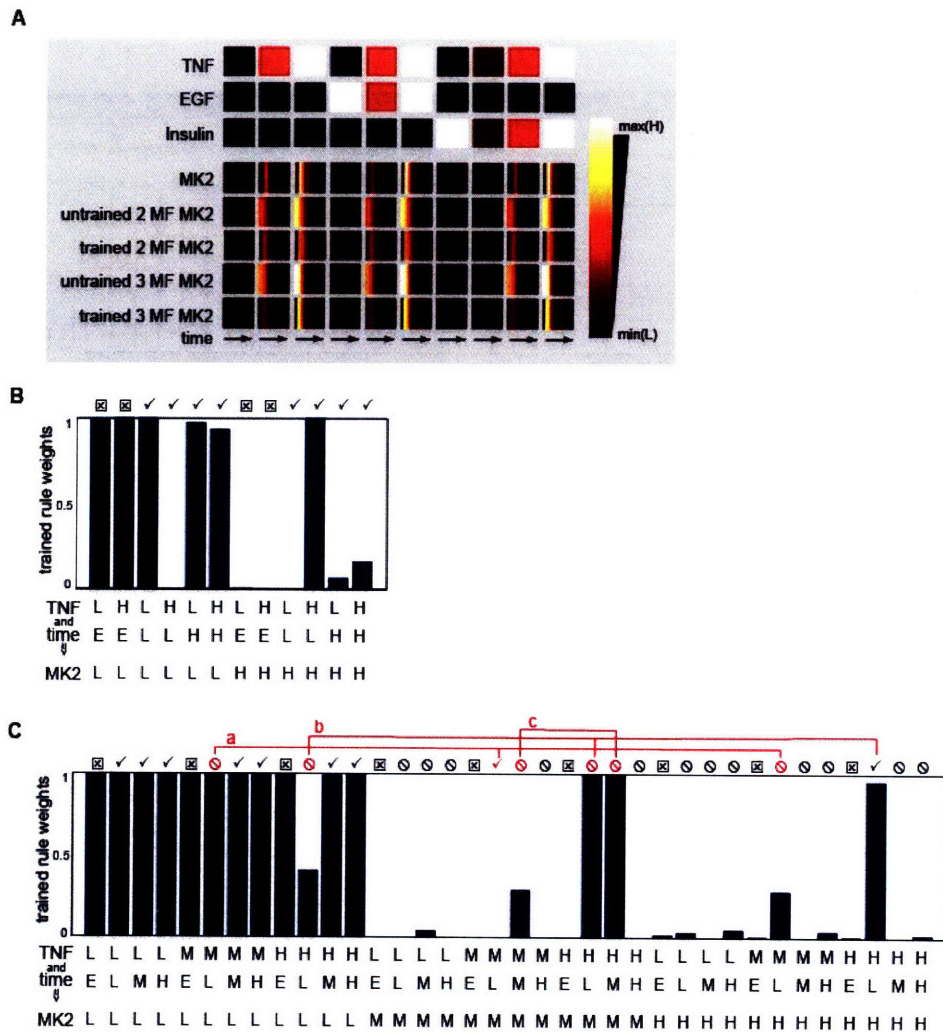 A
TNF
EGF
Insulin
MK2
untrained 2 MF MK2
trained 2 MF MK2
untrained 3 MF MK2
trained 3 MF MK2
time
max(H)
min(L)
B
trained rule weights
1
0.5
0
TNF L H L H L H L H L H L H
and
time E E L L H H E E L L H H
MK2 L L L L L L H H H H H H
C
a
b
c
trained rule weights
1
0.5
0
TNF L L L L M M M M H H H H L L L L M M M M H H H H L L L L M M M M H H H H
and
time E L M H E L M H E L M H E L M H E L M H E L M H E L M H E L M H E L M H
MK2 L L L L L L L L L L L L M M M M M M M M M M M M H H H H H H H H H H H H